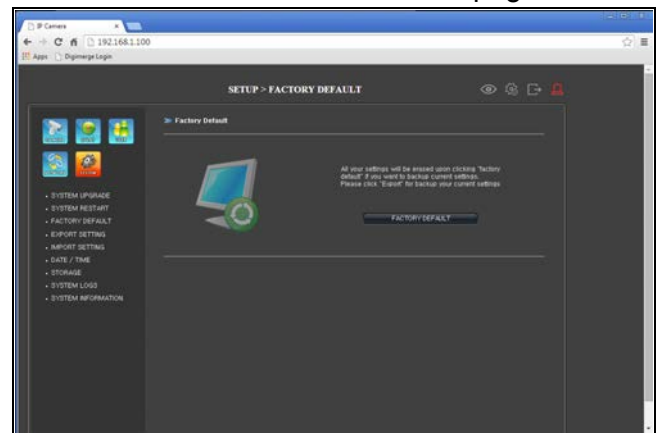 IP Camera
192.168.1.100
Apps Digimerge Login
SETUP > FACTORY DEFAULT
Factory Default
All your settings will be erased upon clicking "factory
default" If you want to backup current settings.
Please click "Export" for backup your current settings
FACTORY DEFAULT
SYSTEM UPGRADE
SYSTEM RESTART
FACTORY DEFAULT
EXPORT SETTING
IMPORT SETTING
DATE / TIME
STORAGE
SYSTEM LOGS
SYSTEM INFORMATION